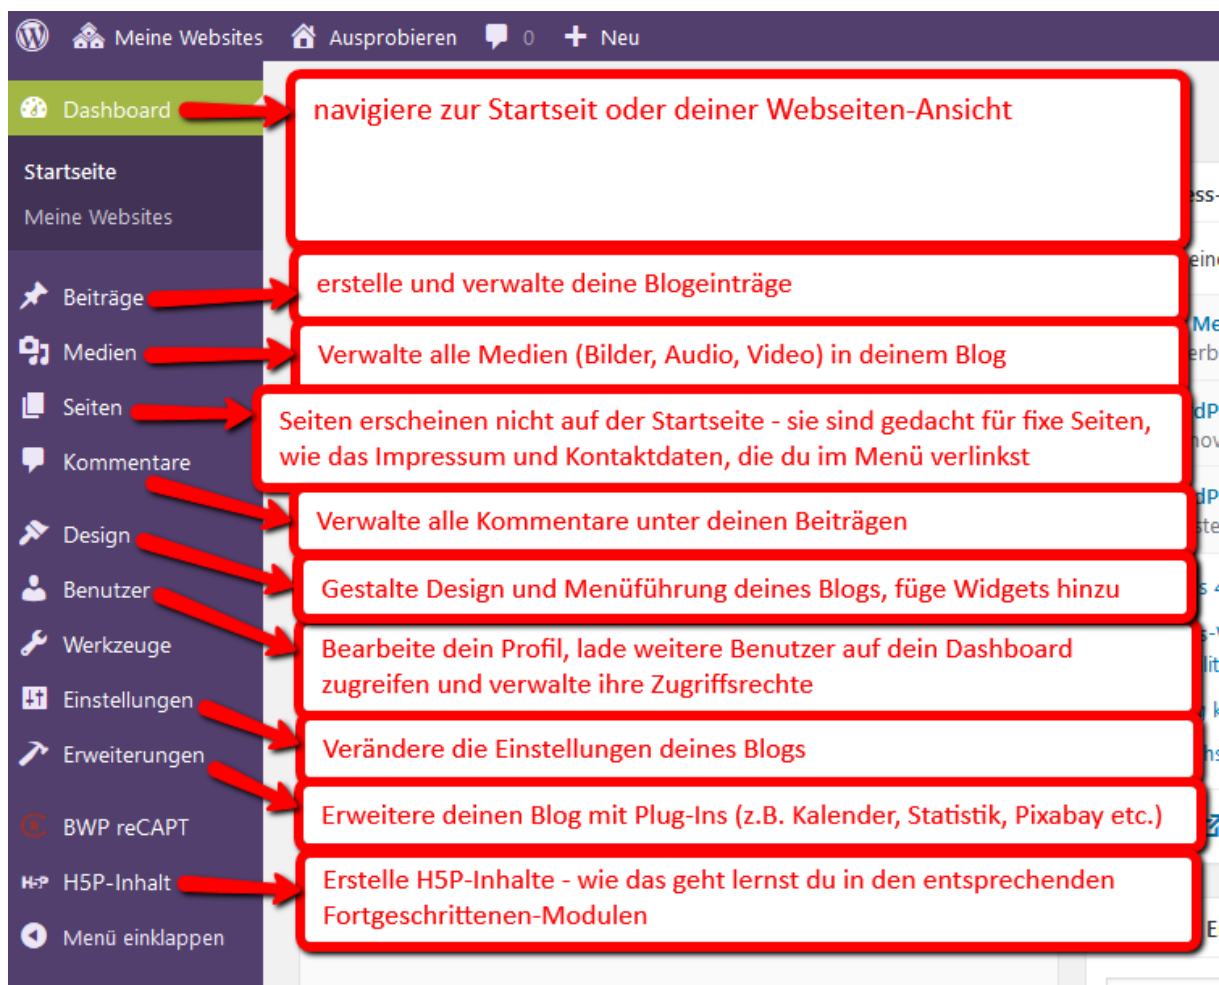 Meine Websites Ausprobieren 0 Neu
Dashboard
navigiere zur Startseit oder deiner Webseiten-Ansicht
Startseite
Meine Websites
Beiträge
erstelle und verwalte deine Blogeinträge
Medien
Verwalte alle Medien (Bilder, Audio, Video) in deinem Blog
Seiten
Seiten erscheinen nicht auf der Startseite - sie sind gedacht für fixe Seiten,
wie das Impressum und Kontaktdaten, die du im Menü verlinkst
Kommentare
Verwalte alle Kommentare unter deinen Beiträgen
Design
Gestalte Design und Menüführung deines Blogs, füge Widgets hinzu
Benutzer
Bearbeite dein Profil, lade weitere Benutzer auf dein Dashboard
zugreifen und verwalte ihre Zugriffsrechte
Werkzeuge
Einstellungen
Verändere die Einstellungen deines Blogs
Erweiterungen
Erweitere deinen Blog mit Plug-Ins (z.B. Kalender, Statistik, Pixabay etc.)
BWP reCAPT
H5P H5P-Inhalt
Erstelle H5P-Inhalte - wie das geht lernst du in den entsprechenden
Fortgeschrittenen-Modulen
Menü einklappen